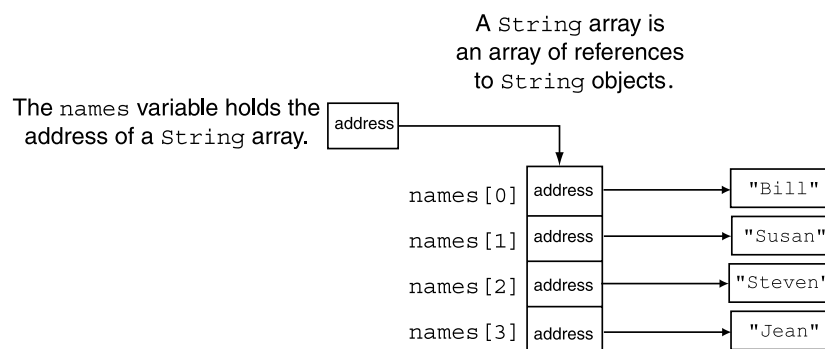 A String array is
an array of references
to String objects.
The names variable holds the
address of a String array.
address
names[0] address "Bill"
names[1] address "Susan"
names[2] address "Steven"
names[3] address "Jean"